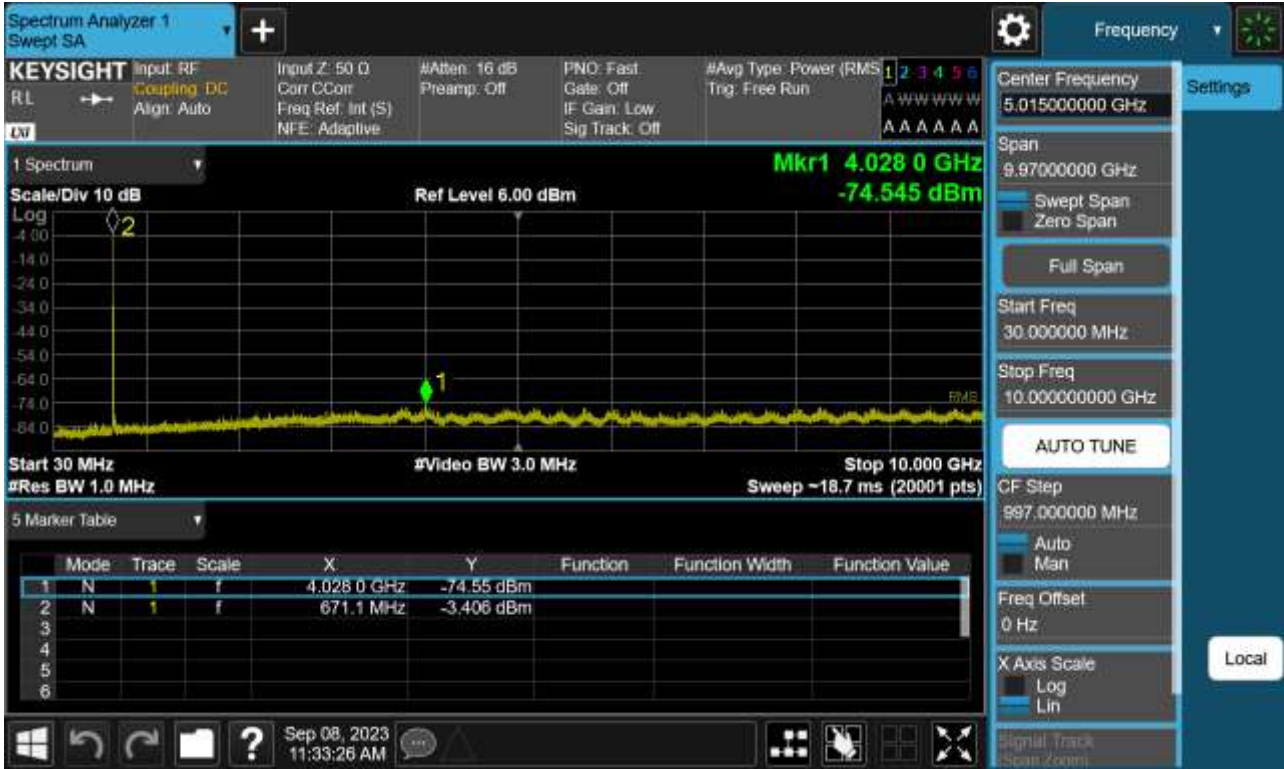 Spectrum Analyzer 1
Swept SA
+
Frequency
KEYSIGHT
RL
LXI
Input: RF
Coupling: DC
Align: Auto
Input Z: 50 Ω
Corr CCorr
Freq Ref: Int (S)
NFE: Adaptive
#Atten: 16 dB
Preamp: Off
PNO: Fast
Gate: Off
IF Gain: Low
Sig Track: Off
#Avg Type: Power (RMS
Trig: Free Run
1 2 3 4 5 6
A W W W W W
A A A A A A
1 Spectrum
Scale/Div 10 dB
Ref Level 6.00 dBm
Mkr1 4.028 0 GHz
-74.545 dBm
Log
-4.00
-14.0
-24.0
-34.0
-44.0
-54.0
-64.0
-74.0
-84.0
2
1
RMS
Start 30 MHz
#Video BW 3.0 MHz
Stop 10.000 GHz
#Res BW 1.0 MHz
Sweep ~18.7 ms (20001 pts)
5 Marker Table
Mode Trace Scale X Y Function Function Width Function Value
1 N 1 f 4.028 0 GHz -74.55 dBm
2 N 1 f 671.1 MHz -3.406 dBm
3
4
5
6
?
Sep 08, 2023
11:33:26 AM
Center Frequency
5.015000000 GHz
Settings
Span
9.97000000 GHz
Swept Span
Zero Span
Full Span
Start Freq
30.000000 MHz
Stop Freq
10.000000000 GHz
AUTO TUNE
CF Step
997.000000 MHz
Auto
Man
Freq Offset
0 Hz
X Axis Scale
Log
Lin
Local
Signal Track
(Span Zoom)